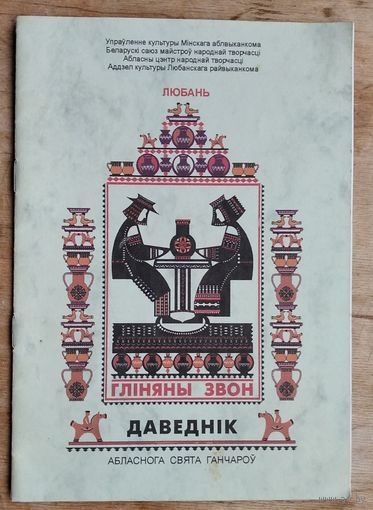 Упраўленне культуры Мінскага аблвыканкома
Беларускі саюз майстроў народнай творчасці
Абласны цэнтр народнай творчасці
Аддзел культуры Любанскага райвыканкома
ЛЮБАНЬ
ГЛІНЯНЫ ЗВОН
ДАВЕДНІК
АБЛАСНОГА СВЯТА ГАНЧАРОЎ